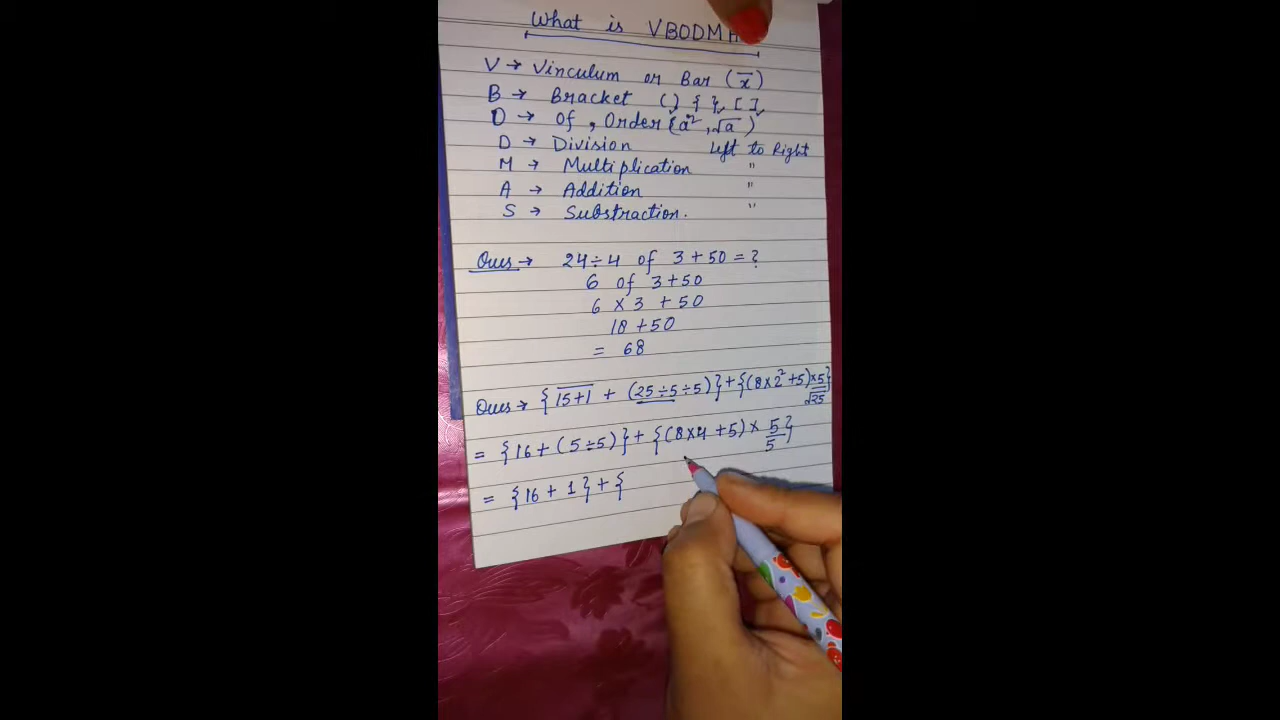 What is VBODMA
V → Vinculum or Bar (x̅)
B → Bracket (), { }, [ ],
O → Of, Order (a², √a)
D → Division Left to Right
M → Multiplication "
A → Addition "
S → Substraction. "
Ques → 24÷4 of 3+50 = ?
6 of 3+50
6 × 3 + 50
18 + 50
= 68
Ques → { 15+1 + (25÷5÷5)} + {(8×2²+5)×5/√25}
= {16 + (5÷5)} + {(8×4+5) × 5/5}
= {16 + 1} + {